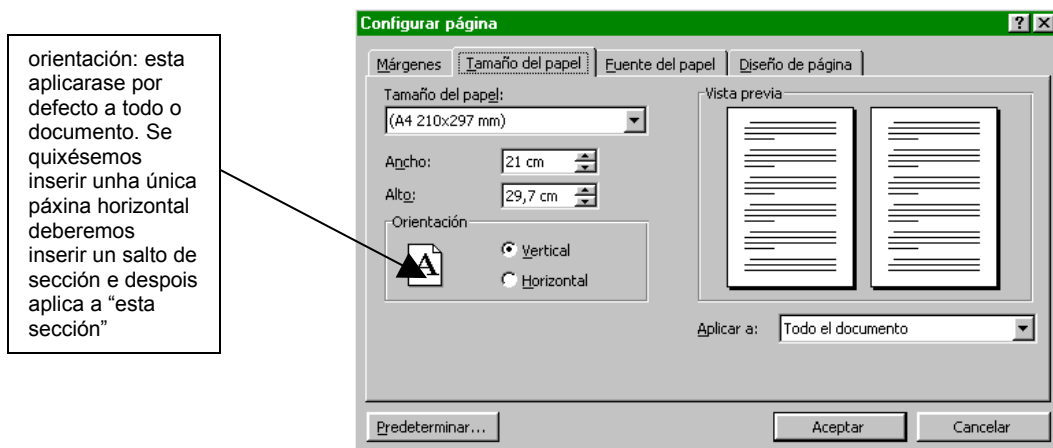 orientación: esta
aplicarase por
defecto a todo o
documento. Se
quixésemos
inserir unha única
páxina horizontal
deberemos
inserir un salto de
sección e despois
aplica a “esta
sección”
Configurar página
Márgenes Tamaño del papel Fuente del papel Diseño de página
Tamaño del papel:
(A4 210x297 mm)
Ancho: 21 cm
Alto: 29,7 cm
Orientación
A
Vertical
Horizontal
Vista previa
Aplicar a: Todo el documento
Predeterminar... Aceptar Cancelar